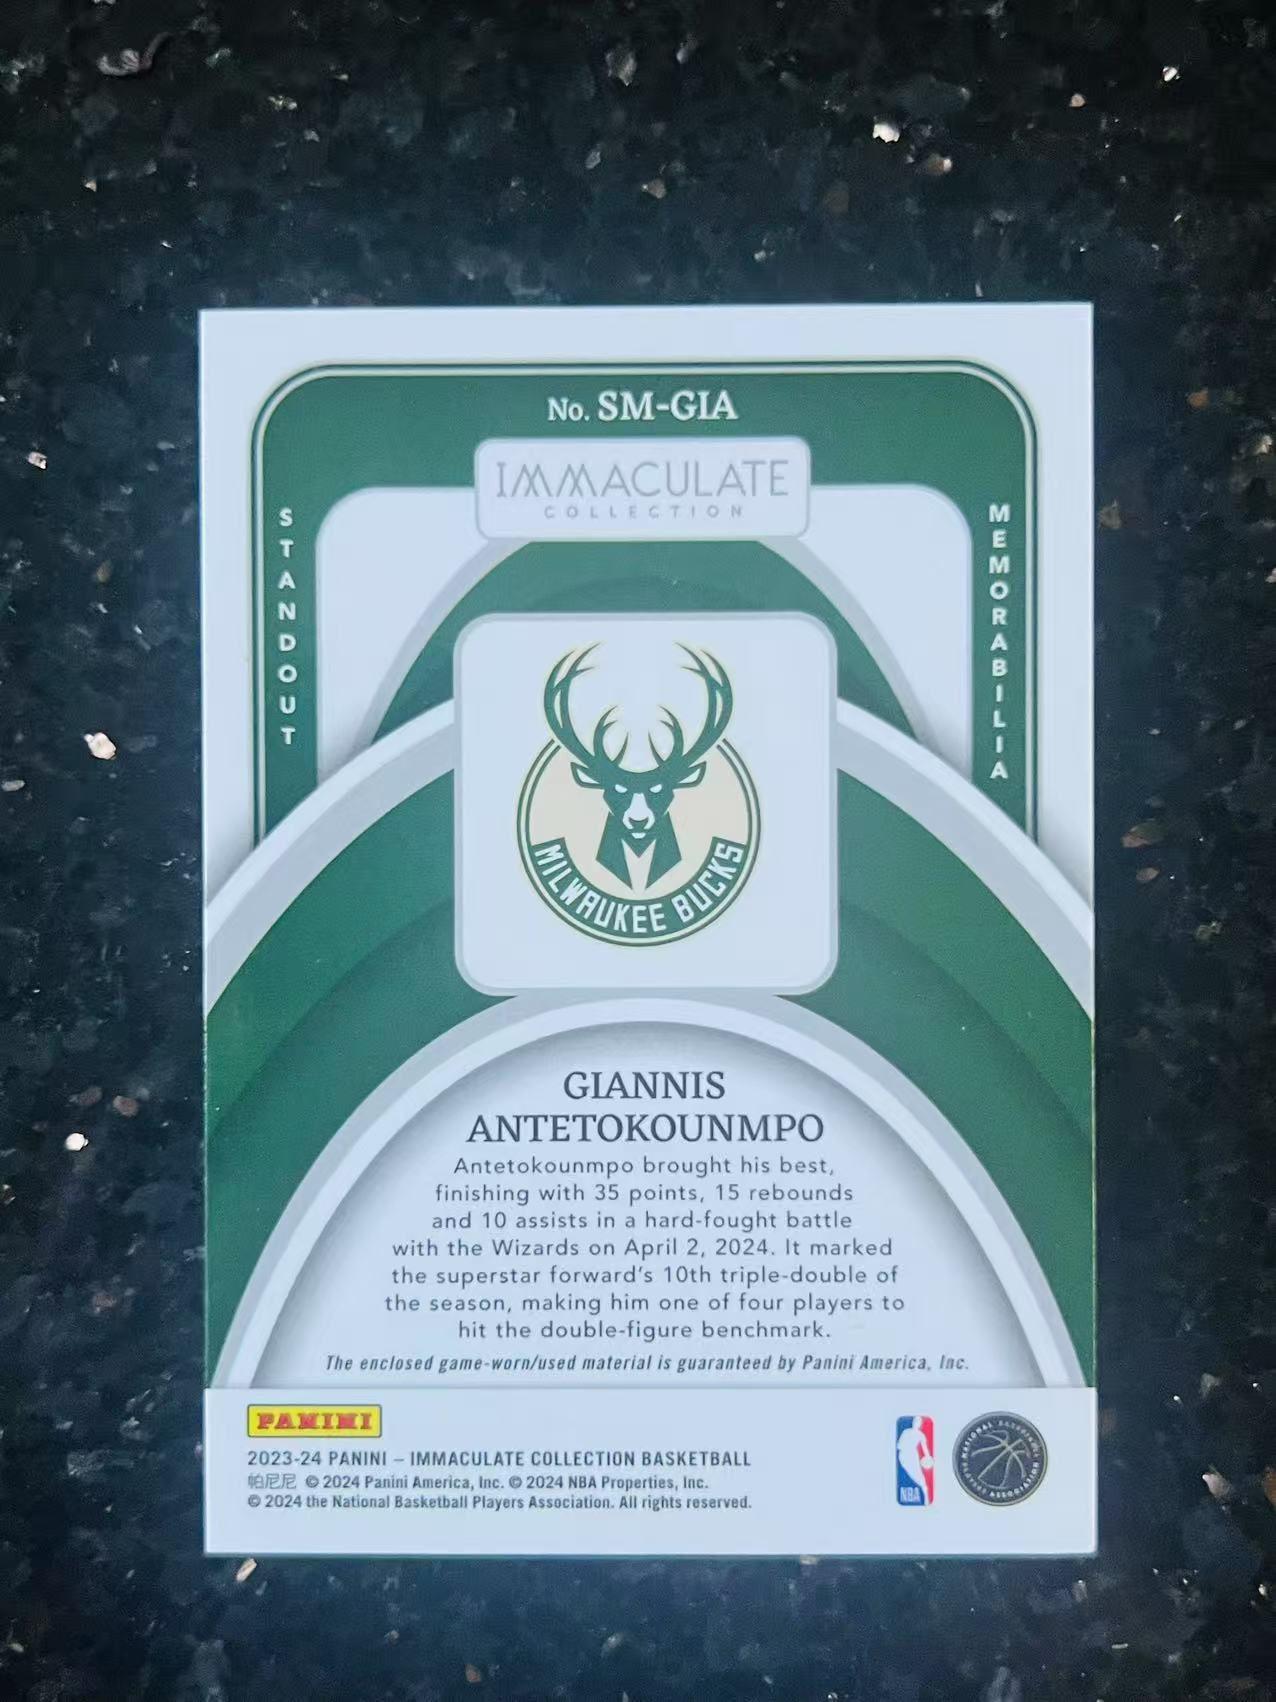 No. SM-GIA
IMMACULATE
COLLECTION
STANDOUT
MEMORABILIA
MILWAUKEE BUCKS
GIANNIS
ANTETOKOUNMPO
Antetokounmpo brought his best,
finishing with 35 points, 15 rebounds
and 10 assists in a hard-fought battle
with the Wizards on April 2, 2024. It marked
the superstar forward's 10th triple-double of
the season, making him one of four players to
hit the double-figure benchmark.
The enclosed game-worn/used material is guaranteed by Panini America, Inc.
PANINI
2023-24 PANINI – IMMACULATE COLLECTION BASKETBALL
帕尼尼 © 2024 Panini America, Inc. © 2024 NBA Properties, Inc.
© 2024 the National Basketball Players Association. All rights reserved.
NBA
NATIONAL BASKETBALL PLAYERS ASSOCIATION